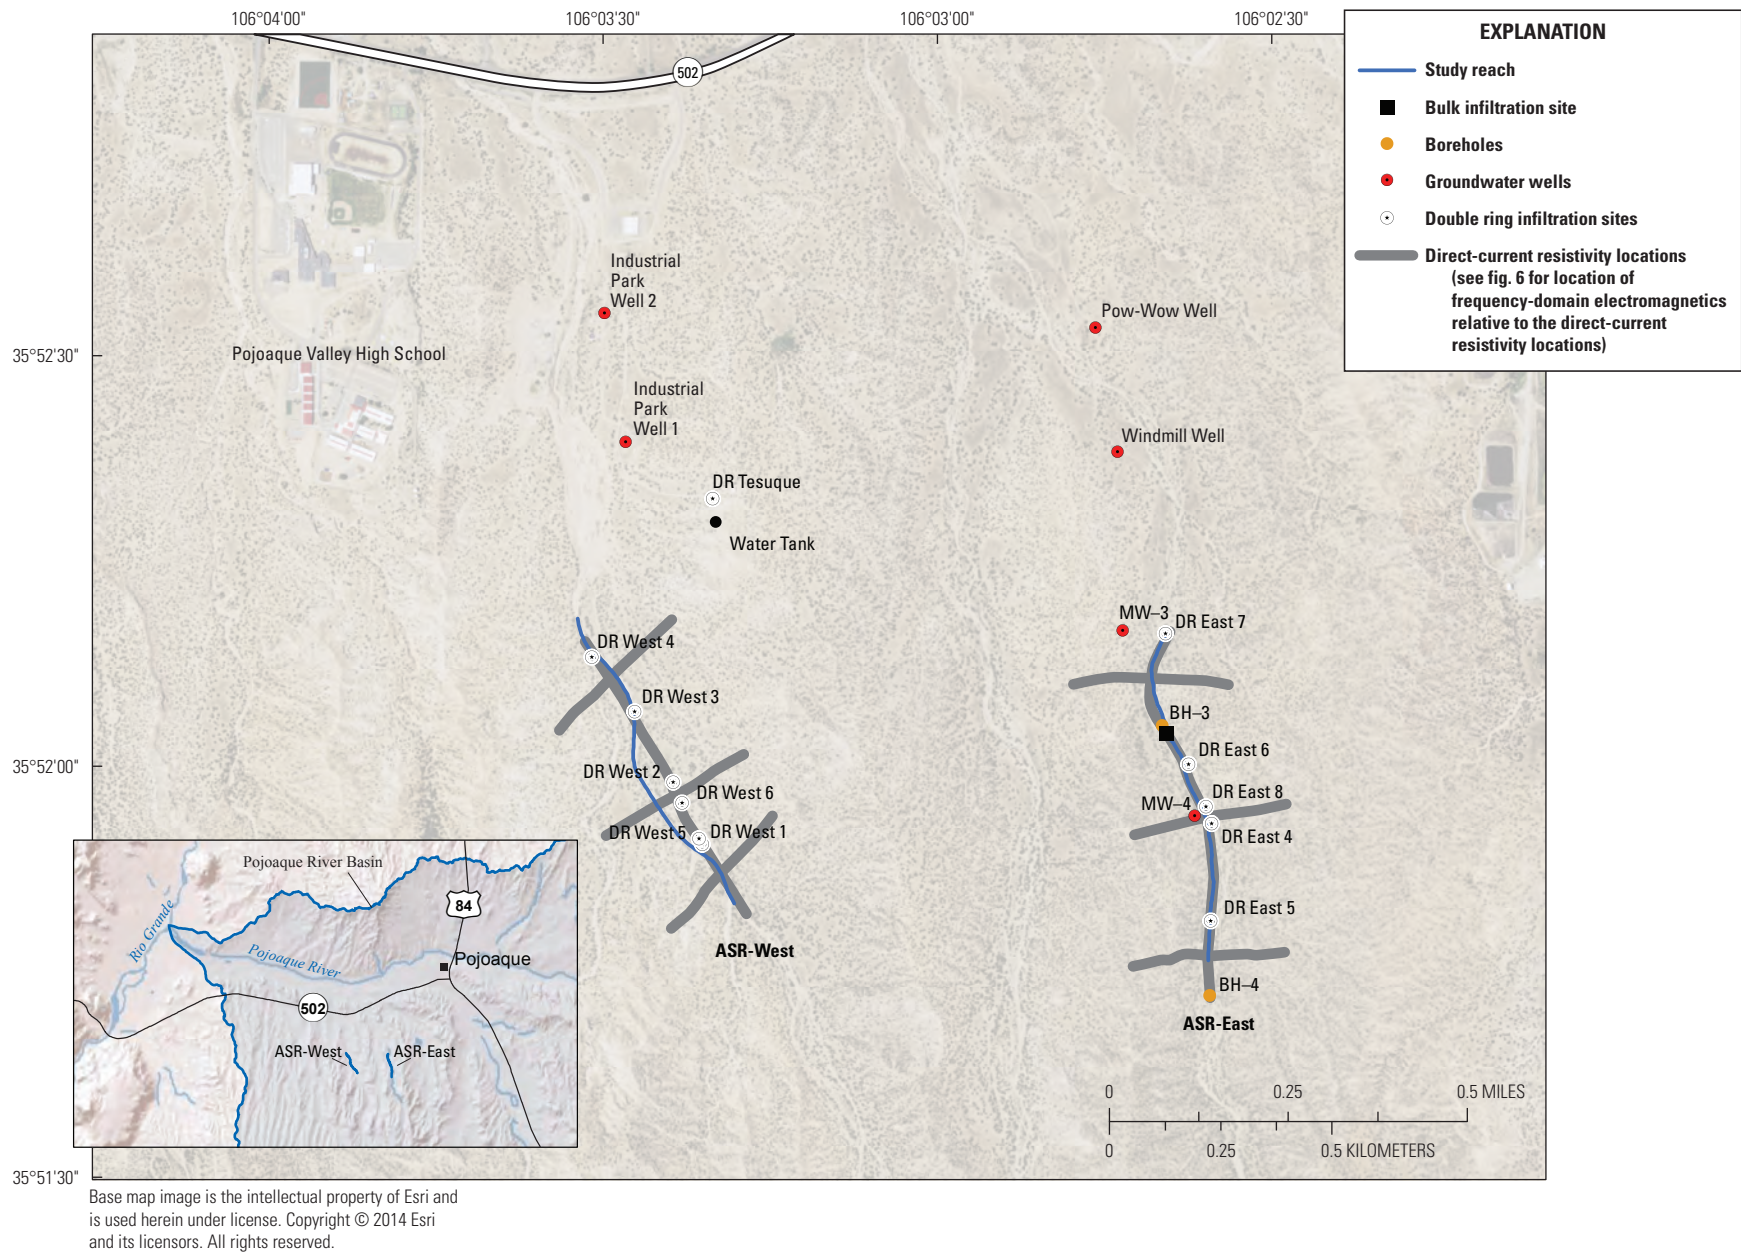 106°04'00"
106°03'30"
106°03'00"
106°02'30"
EXPLANATION
Study reach
Bulk infiltration site
Boreholes
Groundwater wells
Double ring infiltration sites
Direct-current resistivity locations
(see fig. 6 for location of
frequency-domain electromagnetics
relative to the direct-current
resistivity locations)
502
Industrial
Park
Well 2
Pow-Wow Well
35°52'30"
Pojoaque Valley High School
Industrial
Park
Well 1
Windmill Well
DR Tesuque
Water Tank
MW–3
DR East 7
DR West 4
DR West 3
BH–3
DR East 6
35°52'00"
DR West 2
DR West 6
DR East 8
MW–4
DR West 5
DR West 1
DR East 4
DR East 5
ASR-West
BH–4
ASR-East
Pojoaque River Basin
84
Rio Grande
Pojoaque River
Pojoaque
502
ASR-West
ASR-East
0
0.25
0.5 MILES
0
0.25
0.5 KILOMETERS
35°51'30"
Base map image is the intellectual property of Esri and
is used herein under license. Copyright © 2014 Esri
and its licensors. All rights reserved.